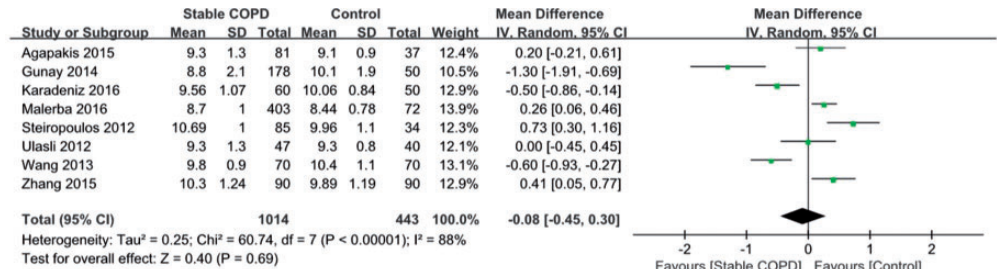 Stable COPD Control Mean Difference Mean Difference
Study or Subgroup Mean SD Total Mean SD Total Weight IV, Random, 95% CI IV, Random, 95% CI
Agapakis 2015 9.3 1.3 81 9.1 0.9 37 12.4% 0.20 [-0.21, 0.61]
Gunay 2014 8.8 2.1 178 10.1 1.9 50 10.5% -1.30 [-1.91, -0.69]
Karadeniz 2016 9.56 1.07 60 10.06 0.84 50 12.8% -0.50 [-0.86, -0.14]
Malerba 2016 8.7 1 403 8.44 0.78 72 13.9% 0.26 [0.06, 0.46]
Steiropoulos 2012 10.69 1 85 9.96 1.1 34 12.3% 0.73 [0.30, 1.16]
Ulasli 2012 9.3 1.3 47 9.3 0.8 40 12.1% 0.00 [-0.45, 0.45]
Wang 2013 9.8 0.9 70 10.4 1.1 70 13.1% -0.60 [-0.93, -0.27]
Zhang 2015 10.3 1.24 90 9.89 1.19 90 12.9% 0.41 [0.05, 0.77]
Total (95% CI) 1014 443 100.0% -0.08 [-0.45, 0.30]
Heterogeneity: Tau² = 0.25; Chi² = 60.74, df = 7 (P < 0.00001); I² = 88%
Test for overall effect: Z = 0.40 (P = 0.69)
-2 -1 0 1 2
Favours [Stable COPD] Favours [Control]